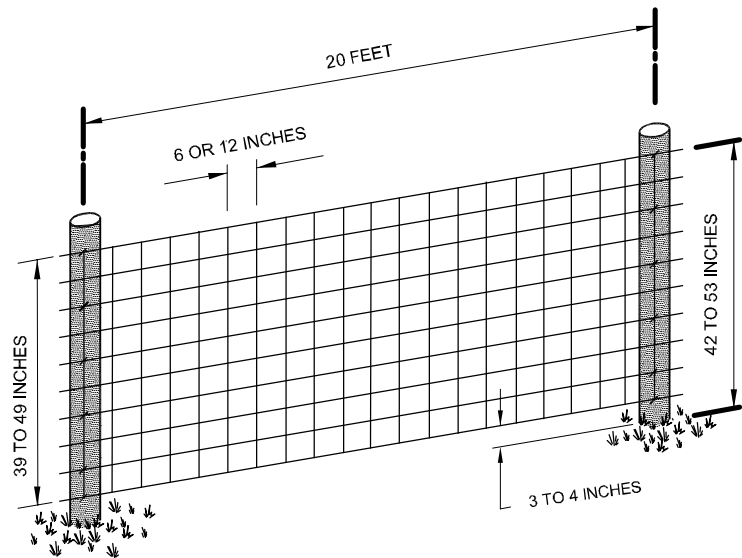 20 FEET
6 OR 12 INCHES
39 TO 49 INCHES
42 TO 53 INCHES
3 TO 4 INCHES